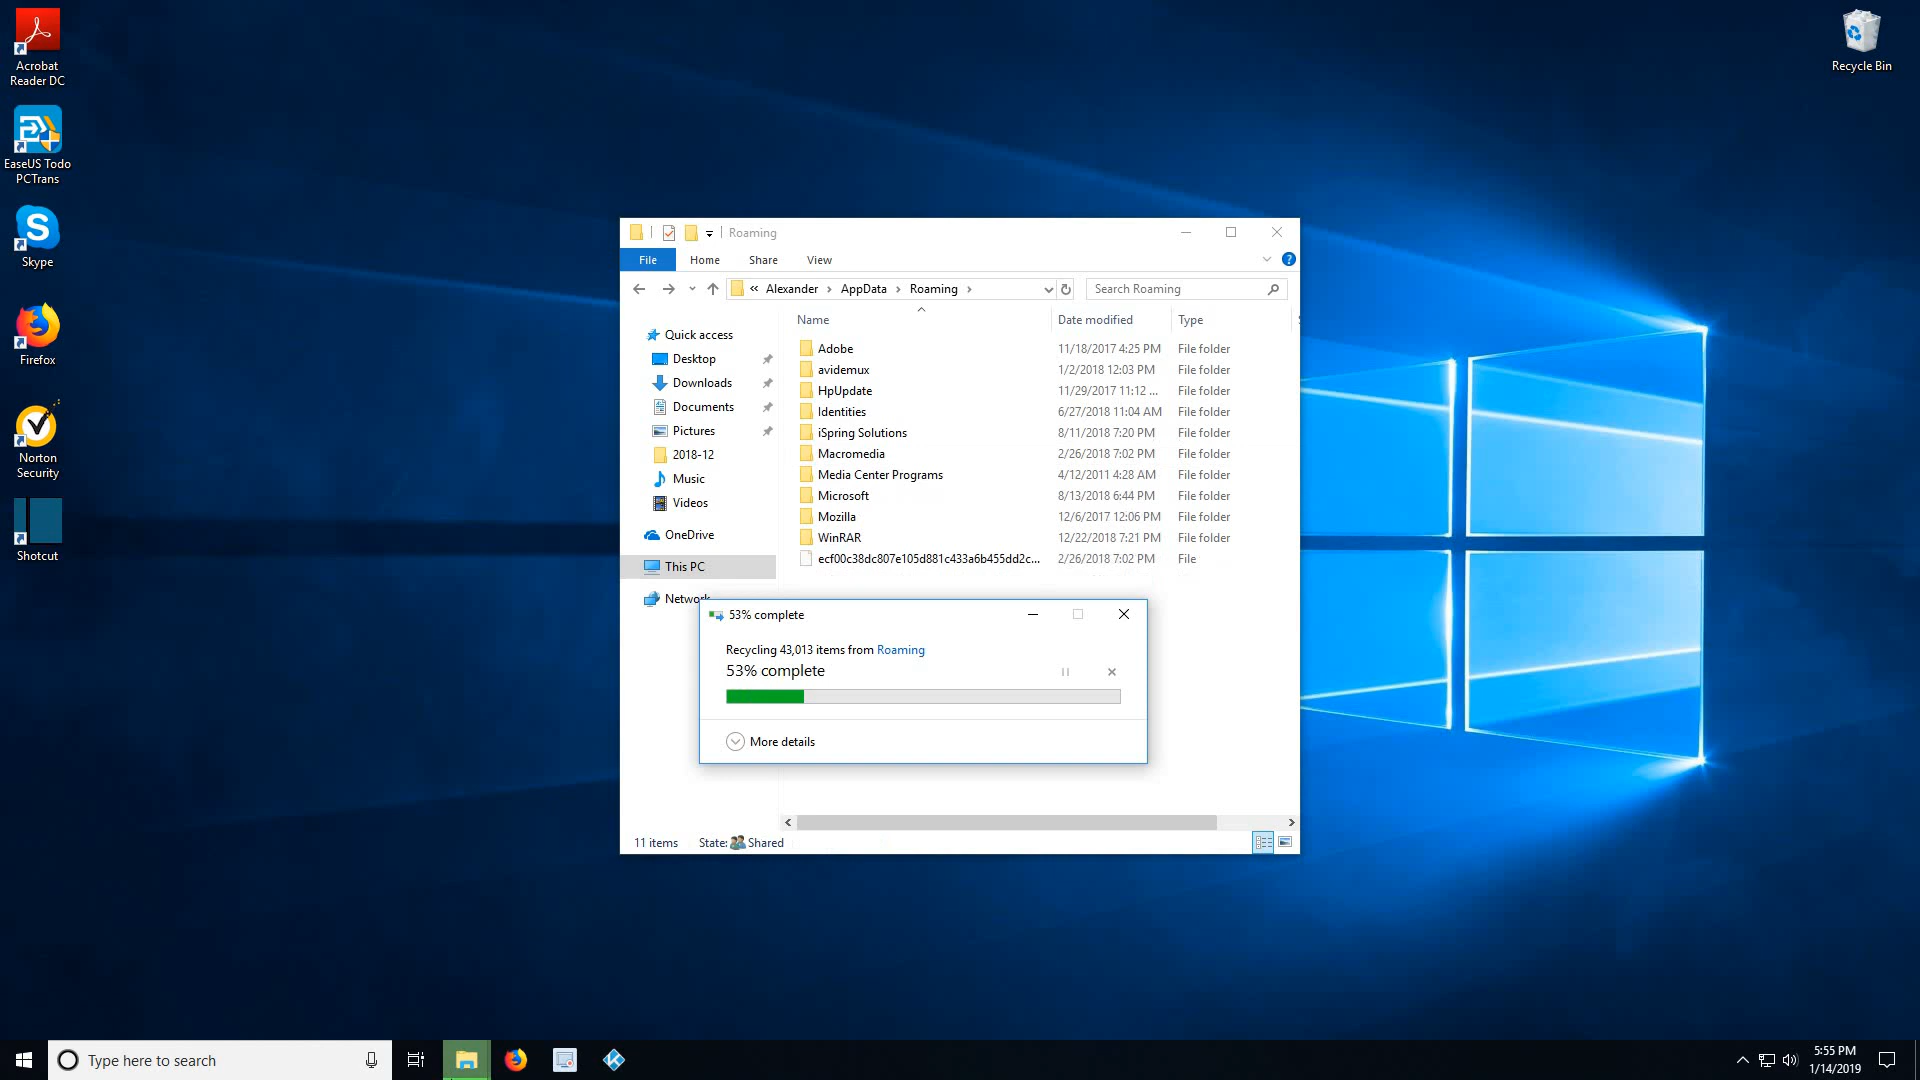 Acrobat
Reader DC
EaseUS Todo
PCTrans
Skype
Firefox
Norton
Security
Shotcut
Recycle Bin
Roaming
File Home Share View
« Alexander › AppData › Roaming ›
Search Roaming
Name Date modified Type
Quick access
Desktop
Downloads
Documents
Pictures
2018-12
Music
Videos
OneDrive
This PC
Network
Adobe 11/18/2017 4:25 PM File folder
avidemux 1/2/2018 12:03 PM File folder
HpUpdate 11/29/2017 11:12 ... File folder
Identities 6/27/2018 11:04 AM File folder
iSpring Solutions 8/11/2018 7:20 PM File folder
Macromedia 2/26/2018 7:02 PM File folder
Media Center Programs 4/12/2011 4:28 AM File folder
Microsoft 8/13/2018 6:44 PM File folder
Mozilla 12/6/2017 12:06 PM File folder
WinRAR 12/22/2018 7:21 PM File folder
ecf00c38dc807e105d881c433a6b455dd2c... 2/26/2018 7:02 PM File
53% complete
Recycling 43,013 items from Roaming
53% complete
More details
11 items State: Shared
Type here to search
5:55 PM
1/14/2019